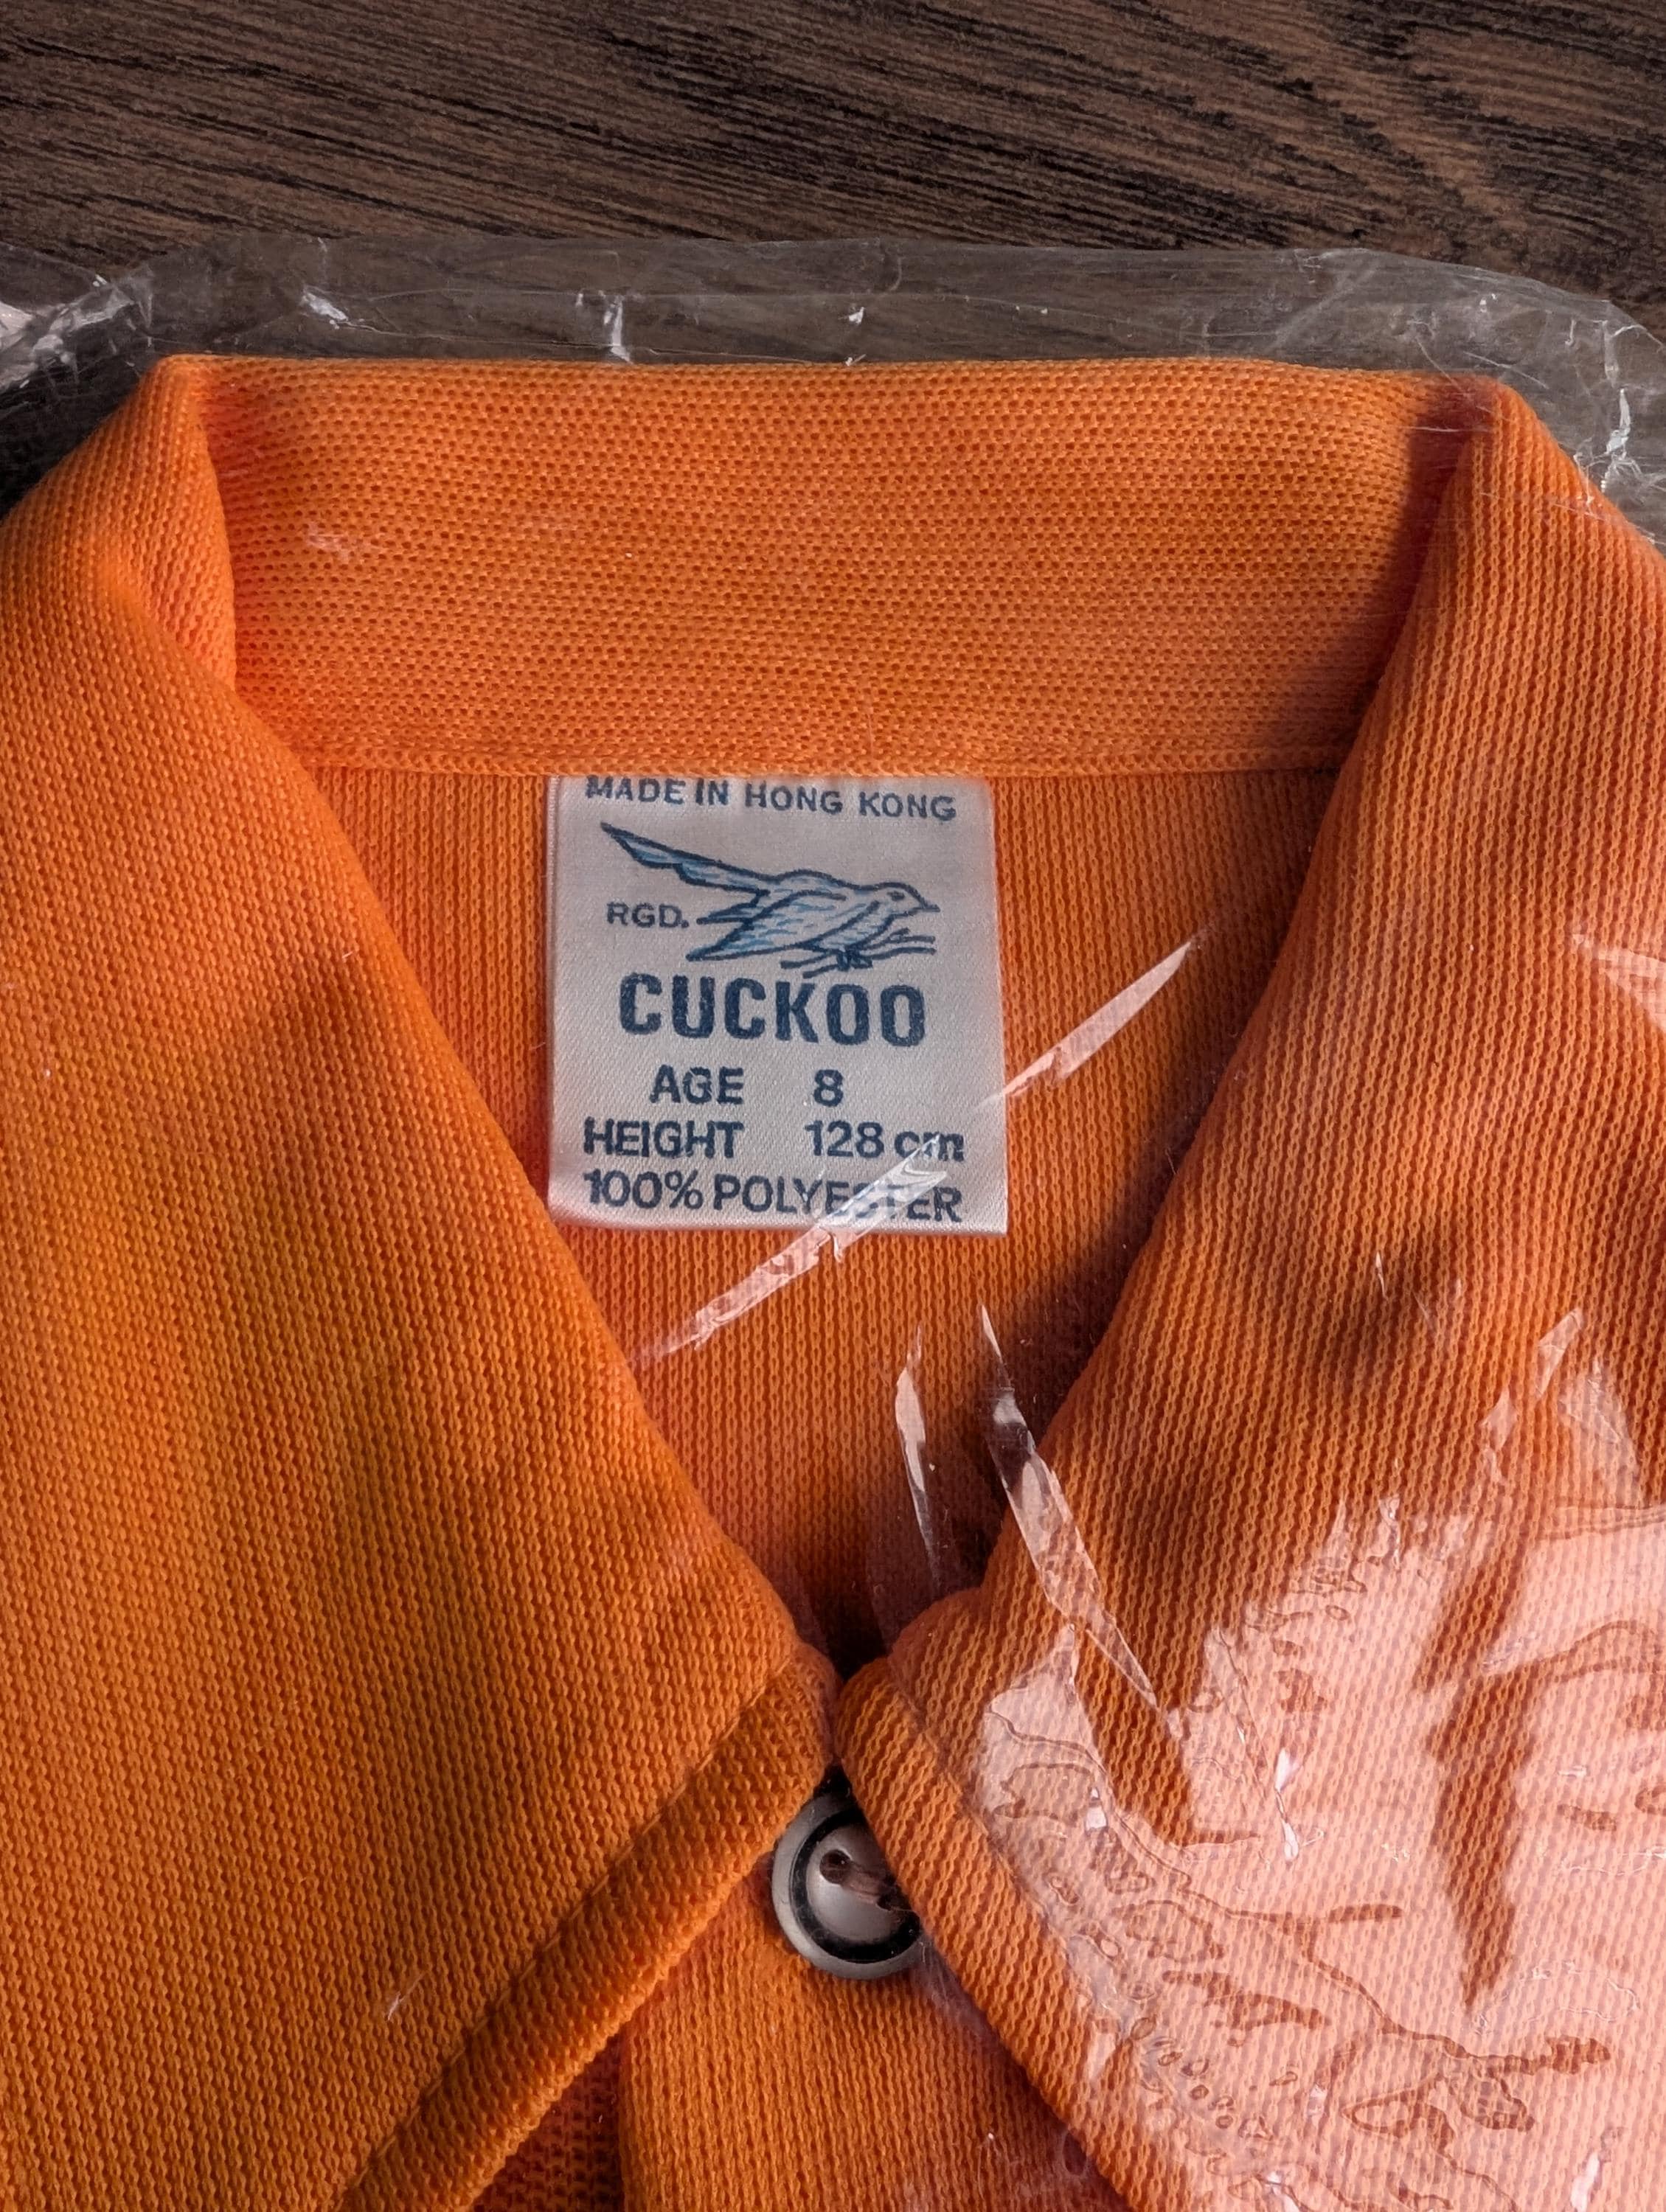 MADE IN HONG KONG
RGD.
CUCKOO
AGE 8
HEIGHT 128 cm
100% POLYESTER